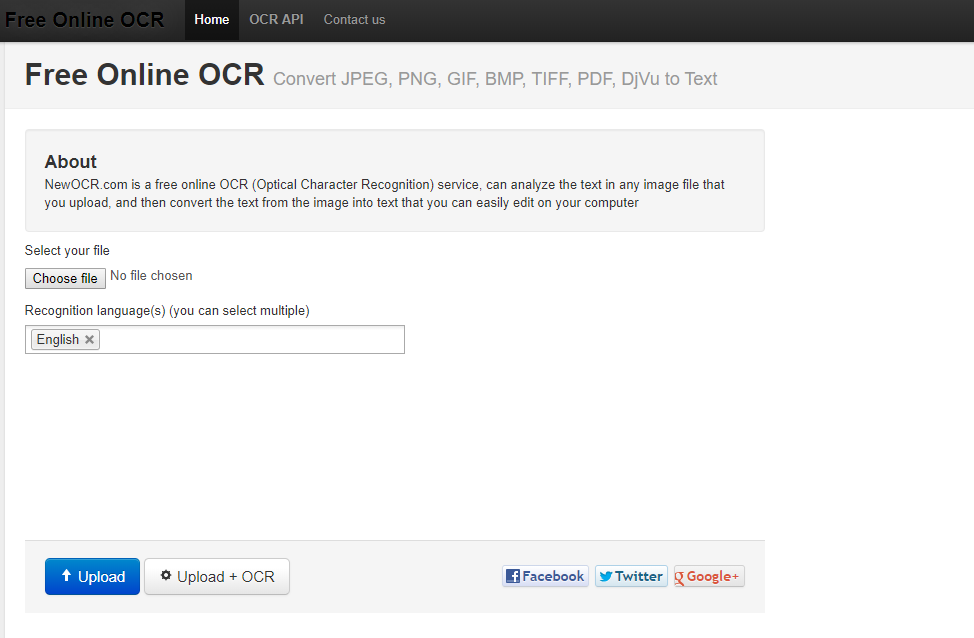 Free Online OCR Home OCR API Contact us
Free Online OCR Convert JPEG, PNG, GIF, BMP, TIFF, PDF, DjVu to Text
About
NewOCR.com is a free online OCR (Optical Character Recognition) service, can analyze the text in any image file that
you upload, and then convert the text from the image into text that you can easily edit on your computer
Select your file
Choose file No file chosen
Recognition language(s) (you can select multiple)
English
Upload Upload + OCR Facebook Twitter Google+